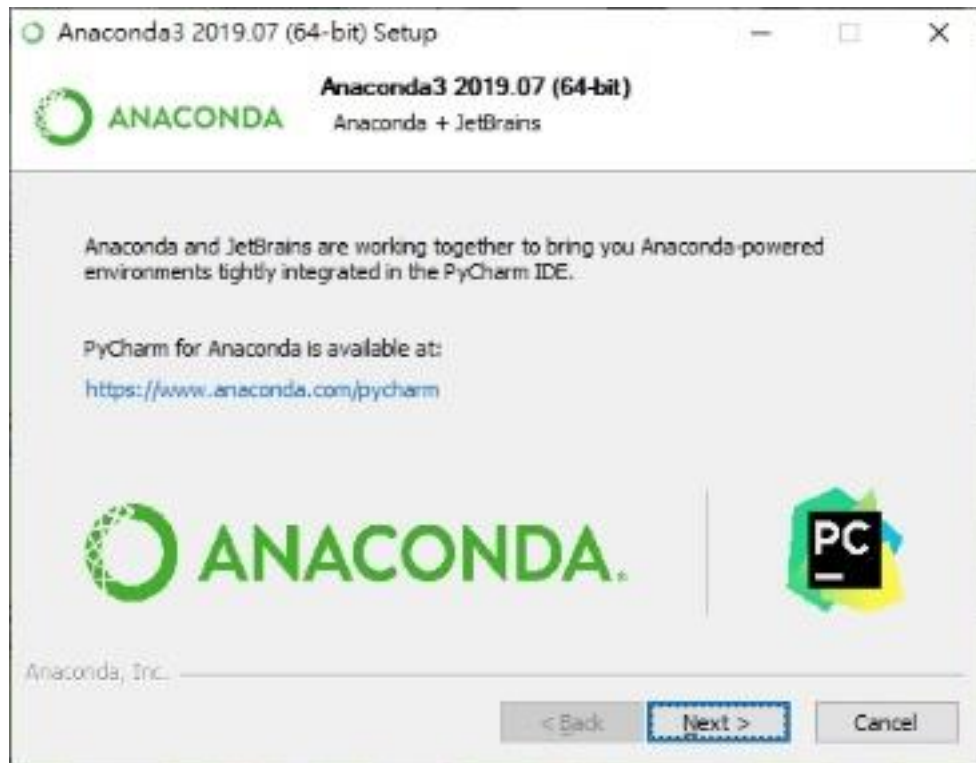 Anaconda3 2019.07 (64-bit) Setup
ANACONDA
Anaconda3 2019.07 (64-bit)
Anaconda + JetBrains
Anaconda and JetBrains are working together to bring you Anaconda-powered
environments tightly integrated in the PyCharm IDE.
PyCharm for Anaconda is available at:
https://www.anaconda.com/pycharm
ANACONDA.
PC
Anaconda, Inc.
< Back
Next >
Cancel